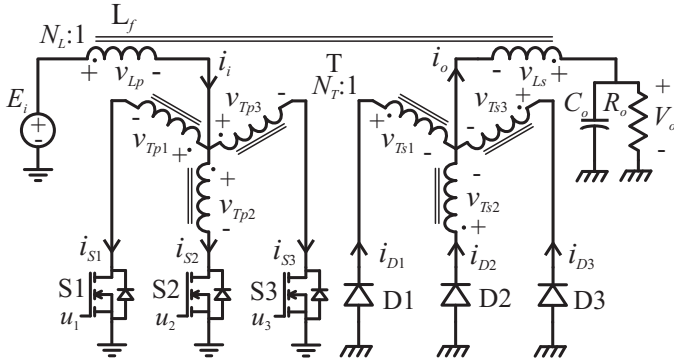 L_f
N_L:1
+ v_Lp -
i_i
T
N_T:1
i_o
- v_Ls +
E_i
+
-
- v_Tp1 +
+ v_Tp3 -
+ v_Tp2 -
+ v_Ts1 -
- v_Ts3 +
- v_Ts2 +
C_o
R_o
+ V_o -
i_S1
i_S2
i_S3
i_D1
i_D2
i_D3
S1
S2
S3
D1
D2
D3
u_1
u_2
u_3